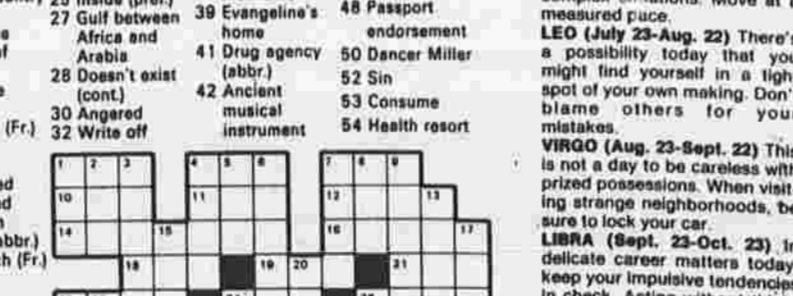 27 Gulf between
Africa and
Arabia
28 Doesn't exist
(cont.)
30 Angered
32 Write off
(Fr.)
abbr.)
(Fr.)
39 Evangeline's
home
41 Drug agency
(abbr.)
42 Ancient
musical
instrument
48 Passport
endorsement
50 Dancer Miller
52 Sin
53 Consume
54 Health resort
1 2 3 4 5 6 7 8 9
10 11 12 13
14 15 16 17
18 19 20 21
measured pace.
LEO (July 23-Aug. 22) There's
a possibility today that you
might find yourself in a tight
spot of your own making. Don't
blame others for your
mistakes.
VIRGO (Aug. 23-Sept. 22) This
is not a day to be careless with
prized possessions. When visit-
ing strange neighborhoods, be
sure to lock your car.
LIBRA (Sept. 23-Oct. 23) In
delicate career matters today,
keep your impulsive tendencies
in check.